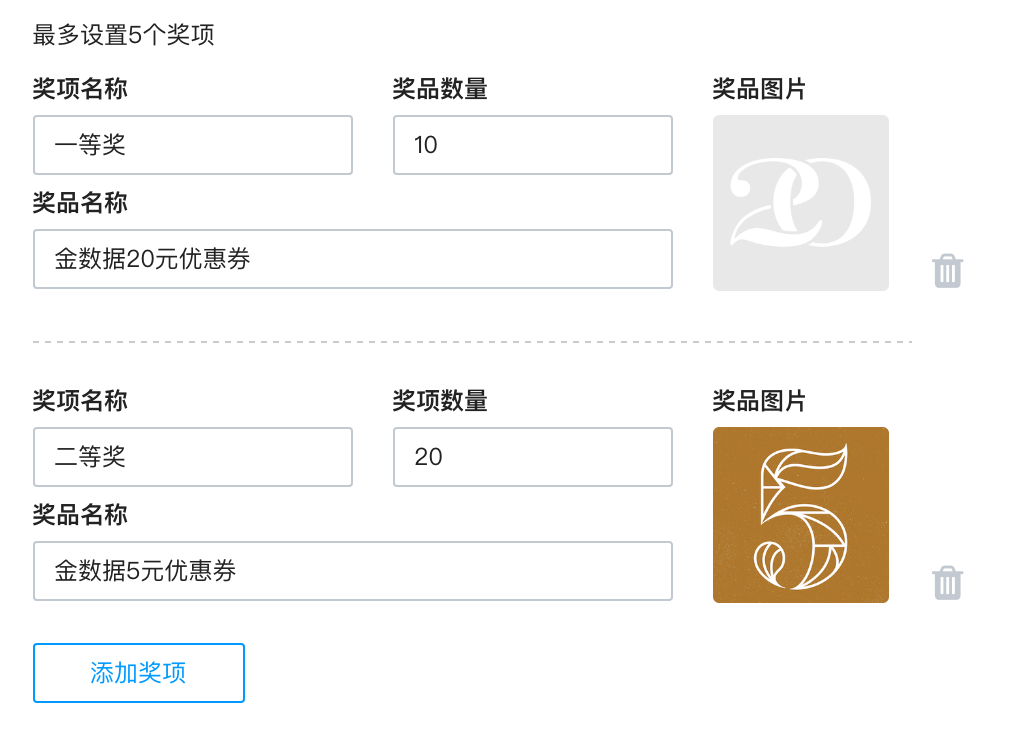 最多设置5个奖项
奖项名称 奖品数量 奖品图片
一等奖 10
20
奖品名称
金数据20元优惠券
奖项名称 奖项数量 奖品图片
二等奖 20
5
奖品名称
金数据5元优惠券
添加奖项